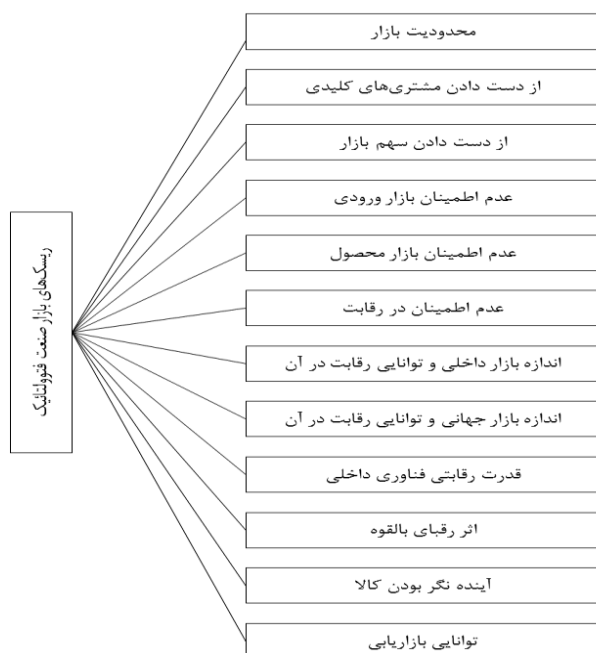 محدودیت بازار
از دست دادن مشتری‌های کلیدی
از دست دادن سهم بازار
عدم اطمینان بازار ورودی
عدم اطمینان بازار محصول
عدم اطمینان در رقابت
اندازه بازار داخلی و توانایی رقابت در آن
اندازه بازار جهانی و توانایی رقابت در آن
قدرت رقابتی فناوری داخلی
اثر رقبای بالقوه
آینده نگر بودن کالا
توانایی بازاریابی
ریسک‌های بازار صنعت فتوولتائیک